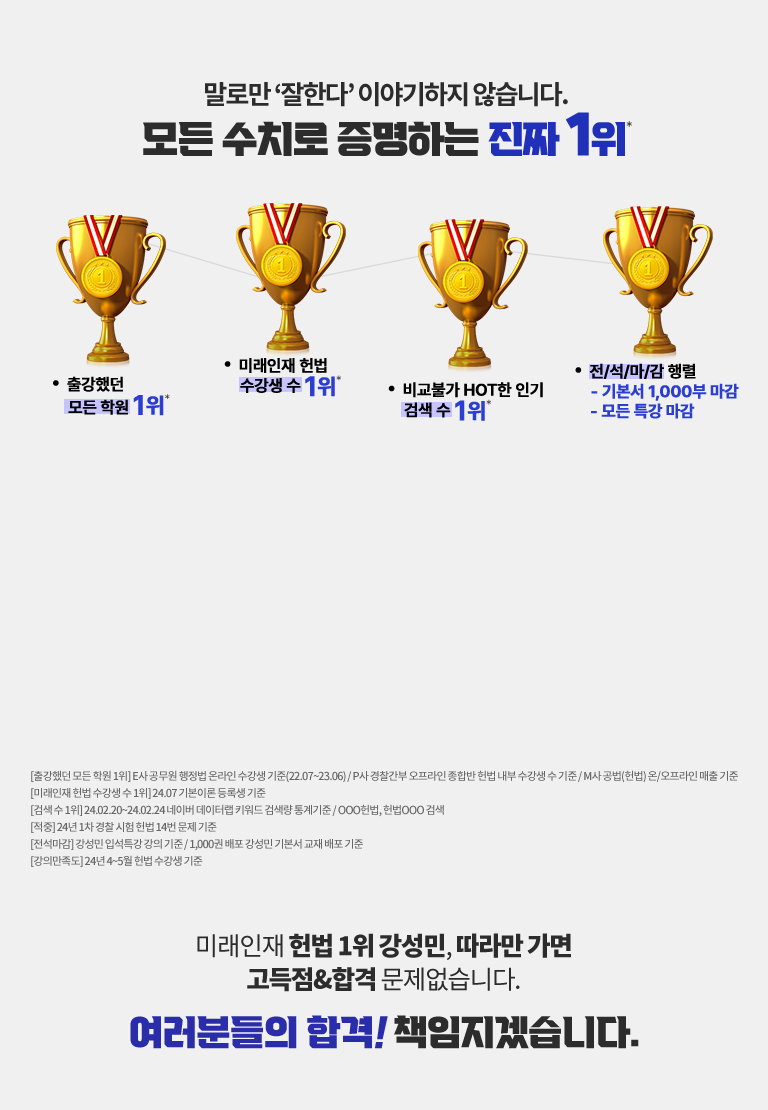 말로만 ‘잘한다’ 이야기하지 않습니다.
모든 수치로 증명하는 진짜 1위*
• 출강했던
모든 학원 1위*
• 미래인재 헌법
수강생 수 1위*
• 비교불가 HOT한 인기
검색 수 1위*
• 전/석/마/감 행렬
- 기본서 1,000부 마감
- 모든 특강 마감
[출강했던 모든 학원 1위] E사 공무원 행정법 온라인 수강생 기준(22.07~23.06) / P사 경찰간부 오프라인 종합반 헌법 내부 수강생 수 기준 / M사 공법(헌법) 온/오프라인 매출 기준
[미래인재 헌법 수강생 수 1위] 24.07 기본이론 등록생 기준
[검색 수 1위] 24.02.20~24.02.24 네이버 데이터랩 키워드 검색량 통계기준 / OOO헌법, 헌법OOO 검색
[적중] 24년 1차 경찰 시험 헌법 14번 문제 기준
[전석마감] 강성민 입석특강 강의 기준 / 1,000권 배포 강성민 기본서 교재 배포 기준
[강의만족도] 24년 4~5월 헌법 수강생 기준
미래인재 헌법 1위 강성민, 따라만 가면
고득점&합격 문제없습니다.
여러분들의 합격! 책임지겠습니다.